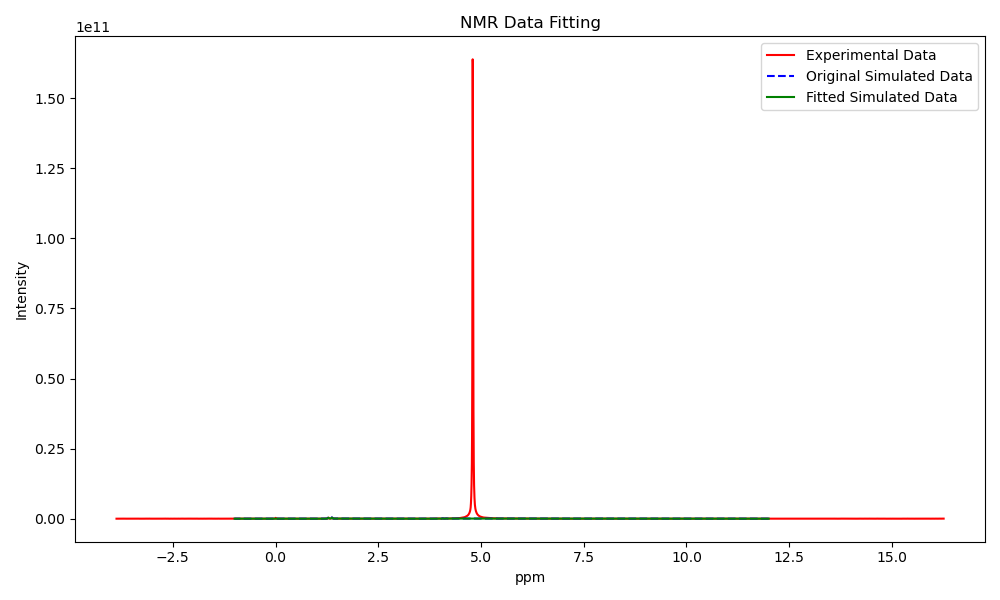 NMR Data Fitting
1e11
Experimental Data
Original Simulated Data
Fitted Simulated Data
Intensity
1.50
1.25
1.00
0.75
0.50
0.25
0.00
−2.5 0.0 2.5 5.0 7.5 10.0 12.5 15.0
ppm